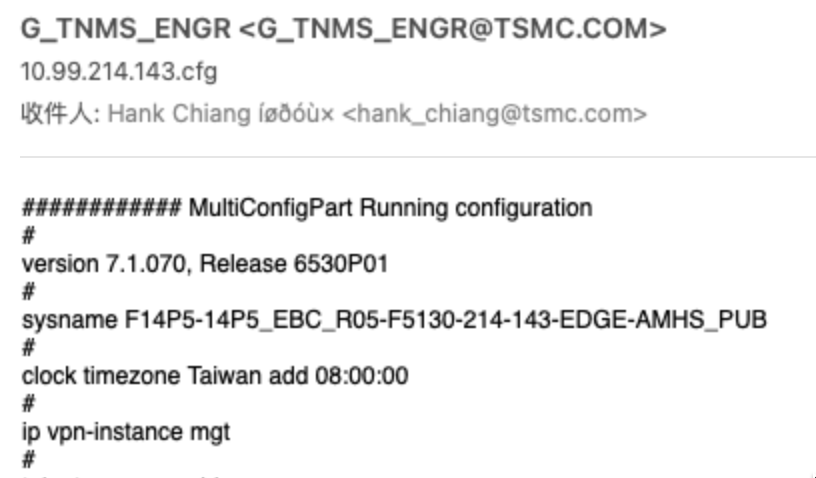 G_TNMS_ENGR <G_TNMS_ENGR@TSMC.COM>
10.99.214.143.cfg
收件人: Hank Chiang íøðóù× <hank_chiang@tsmc.com>
############ MultiConfigPart Running configuration
#
version 7.1.070, Release 6530P01
#
sysname F14P5-14P5_EBC_R05-F5130-214-143-EDGE-AMHS_PUB
#
clock timezone Taiwan add 08:00:00
#
ip vpn-instance mgt
#